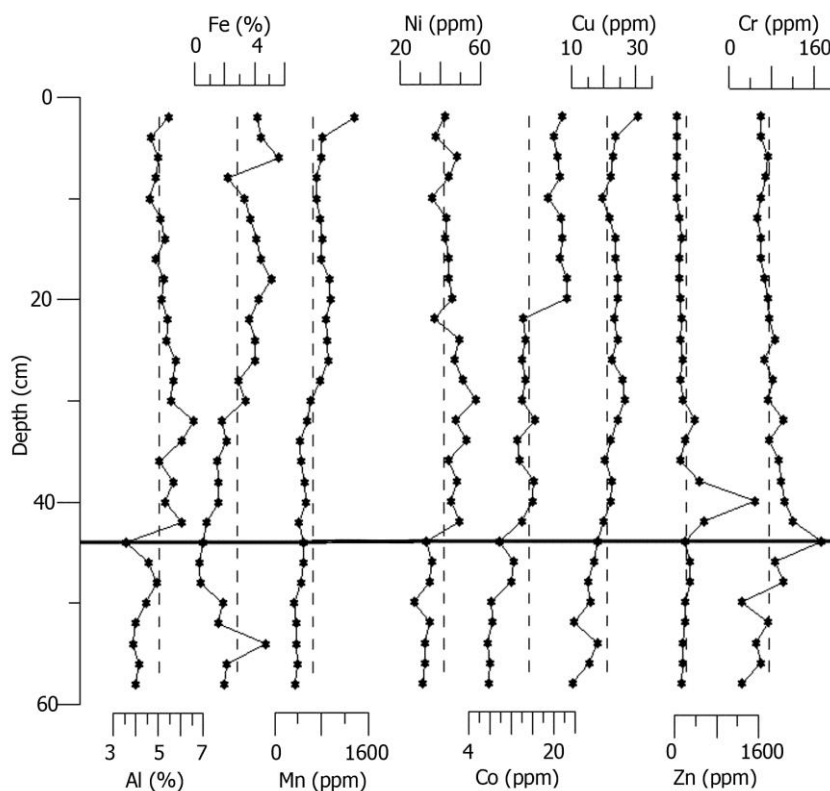 Fe (%)
Ni (ppm)
Cu (ppm)
Cr (ppm)
0 4
20 60
10 30
0 1600
0
20
40
60
Depth (cm)
3 5 7
0 1600
4 20
0 1600
Al (%)
Mn (ppm)
Co (ppm)
Zn (ppm)